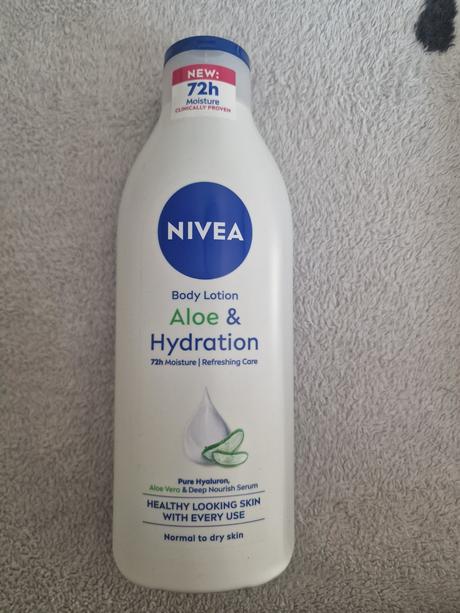 NEW:
72h
Moisture
CLINICALLY PROVEN
NIVEA
Body Lotion
Aloe &
Hydration
72h Moisture | Refreshing Care
Pure Hyaluron,
Aloe Vera & Deep Nourish Serum
HEALTHY LOOKING SKIN
WITH EVERY USE
Normal to dry skin